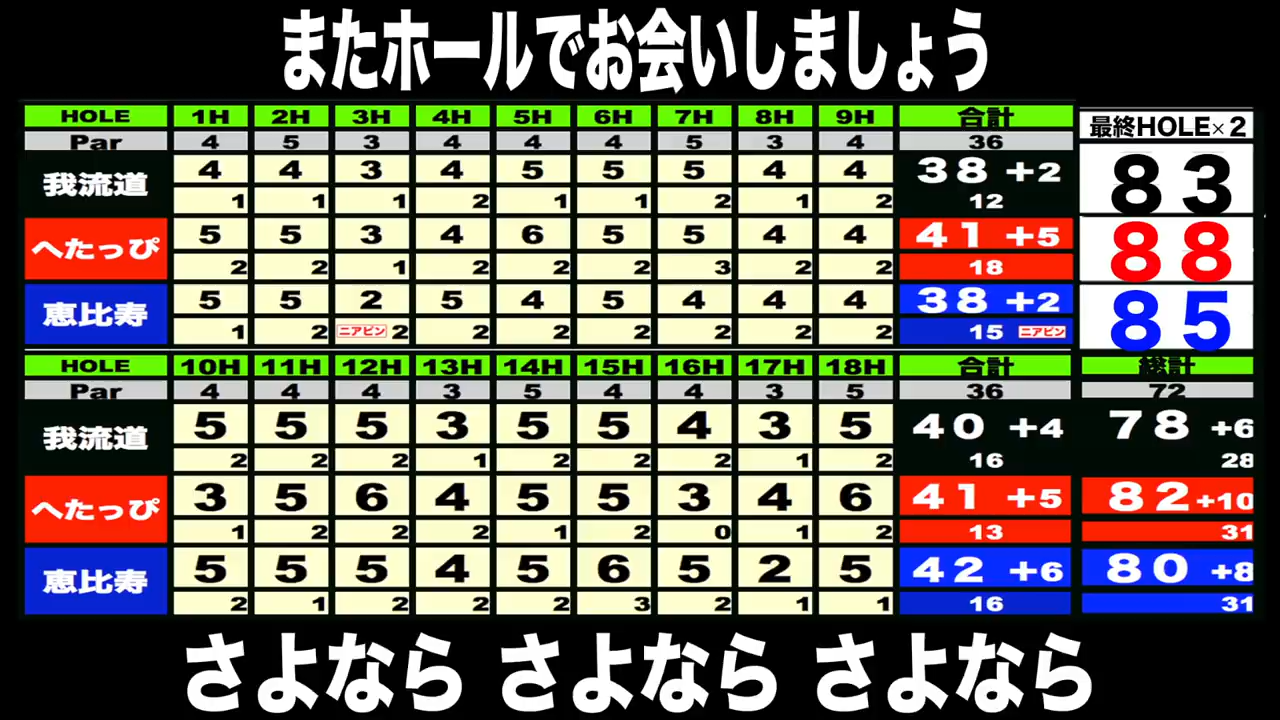 またホールでお会いしましょう
HOLE 1H 2H 3H 4H 5H 6H 7H 8H 9H 合計 最終HOLE×2
Par 4 5 3 4 4 4 5 3 4 36
我流道 4 4 3 4 5 5 5 4 4 38 +2 83
1 1 1 2 1 1 2 1 2 12
へたっぴ 5 5 3 4 6 5 5 4 4 41 +5 88
2 2 1 2 2 2 3 2 2 18
恵比寿 5 5 2 5 4 5 4 4 4 38 +2 85
1 2 ニアピン 2 2 2 2 2 2 2 15 ニアピン
HOLE 10H 11H 12H 13H 14H 15H 16H 17H 18H 合計 総計
Par 4 4 4 3 5 4 4 3 5 36 72
我流道 5 5 5 3 5 5 4 3 5 40 +4 78 +6
2 2 2 1 2 2 2 1 2 16 28
へたっぴ 3 5 6 4 5 5 3 4 6 41 +5 82 +10
1 2 2 2 1 2 0 1 2 13 31
恵比寿 5 5 5 4 5 6 5 2 5 42 +6 80 +8
2 1 2 2 2 3 2 1 1 16 31
さよなら さよなら さよなら